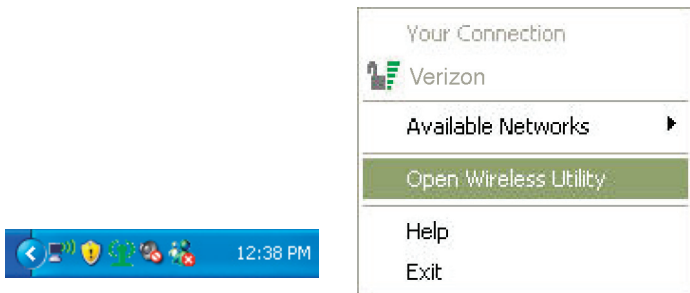 12:38 PM
Your Connection
Verizon
Available Networks
Open Wireless Utility
Help
Exit